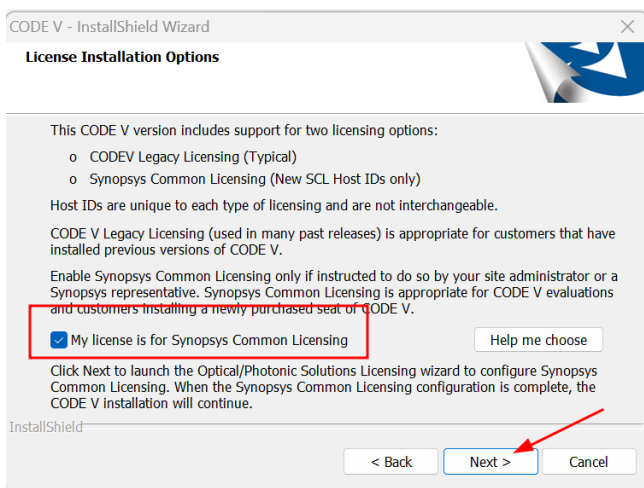 CODE V - InstallShield Wizard
License Installation Options
This CODE V version includes support for two licensing options:
o CODEV Legacy Licensing (Typical)
o Synopsys Common Licensing (New SCL Host IDs only)
Host IDs are unique to each type of licensing and are not interchangeable.
CODE V Legacy Licensing (used in many past releases) is appropriate for customers that have
installed previous versions of CODE V.
Enable Synopsys Common Licensing only if instructed to do so by your site administrator or a
Synopsys representative. Synopsys Common Licensing is appropriate for CODE V evaluations
and customers installing a newly purchased seat of CODE V.
My license is for Synopsys Common Licensing
Help me choose
Click Next to launch the Optical/Photonic Solutions Licensing wizard to configure Synopsys
Common Licensing. When the Synopsys Common Licensing configuration is complete, the
CODE V installation will continue.
InstallShield
< Back Next > Cancel